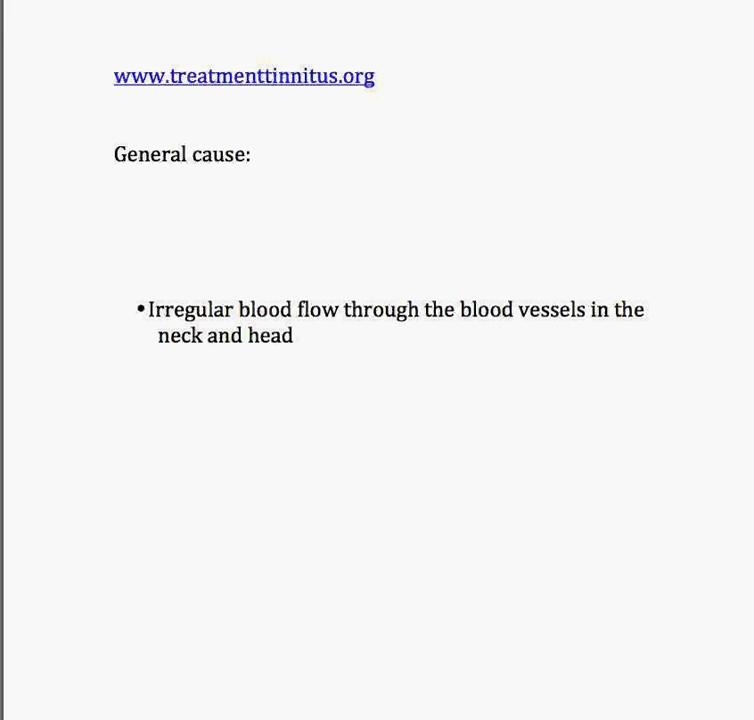 www.treatmenttinnitus.org
General cause:
•Irregular blood flow through the blood vessels in the
neck and head